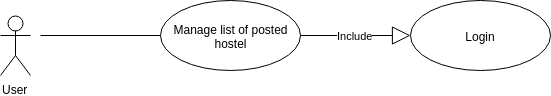 Manage list of posted
hostel
Include
Login
User